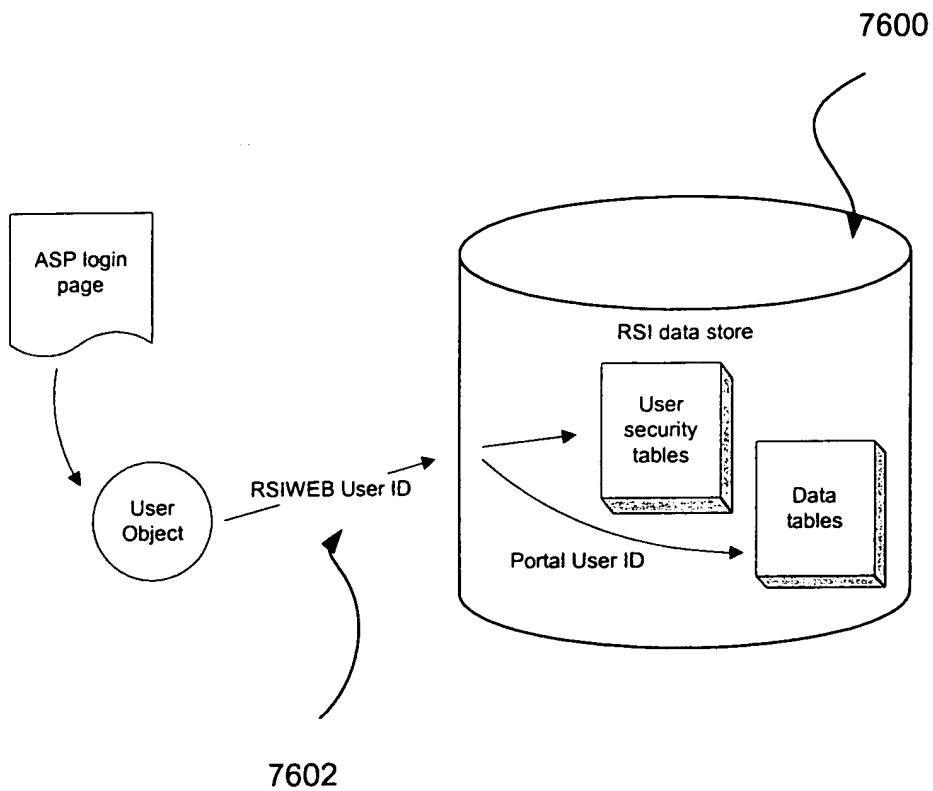 7600
ASP login
page
RSI data store
User
security
tables
Data
tables
RSIWEB User ID
User
Object
Portal User ID
7602